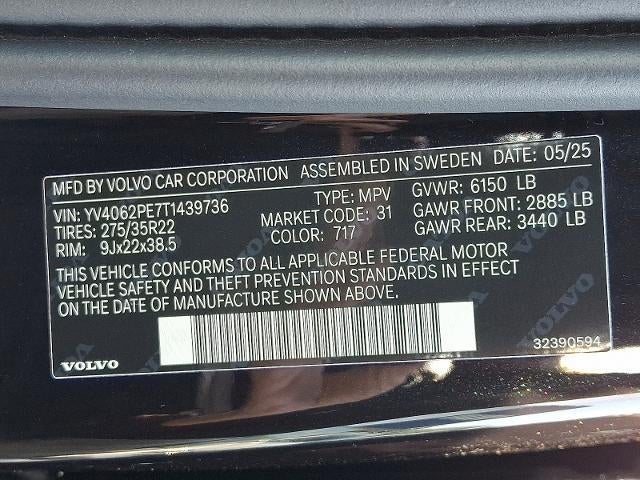 MFD BY VOLVO CAR CORPORATION ASSEMBLED IN SWEDEN DATE: 05/25
VIN: YV4062PE7T1439736 TYPE: MPV GVWR: 6150 LB
TIRES: 275/35R22 MARKET CODE: 31 GAWR FRONT: 2885 LB
RIM: 9Jx22x38.5 COLOR: 717 GAWR REAR: 3440 LB
THIS VEHICLE CONFORMS TO ALL APPLICABLE FEDERAL MOTOR
VEHICLE SAFETY AND THEFT PREVENTION STANDARDS IN EFFECT
ON THE DATE OF MANUFACTURE SHOWN ABOVE.
VOLVO 32390594